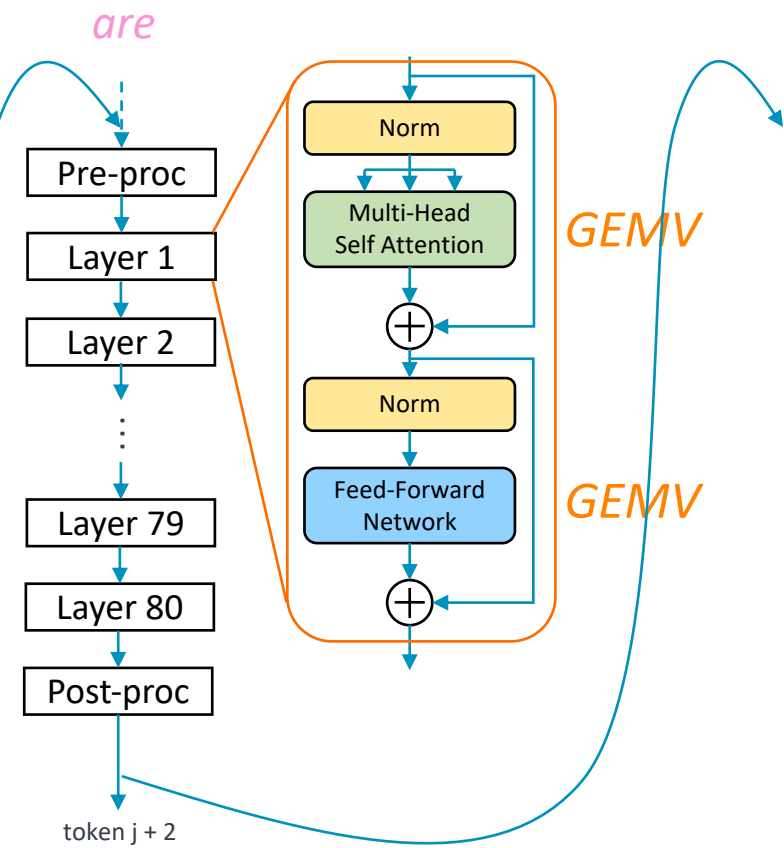 are
Pre-proc
Layer 1
Layer 2
⋮
Layer 79
Layer 80
Post-proc
token j + 2
Norm
Multi-Head
Self Attention
GEMV
Norm
Feed-Forward
Network
GEMV